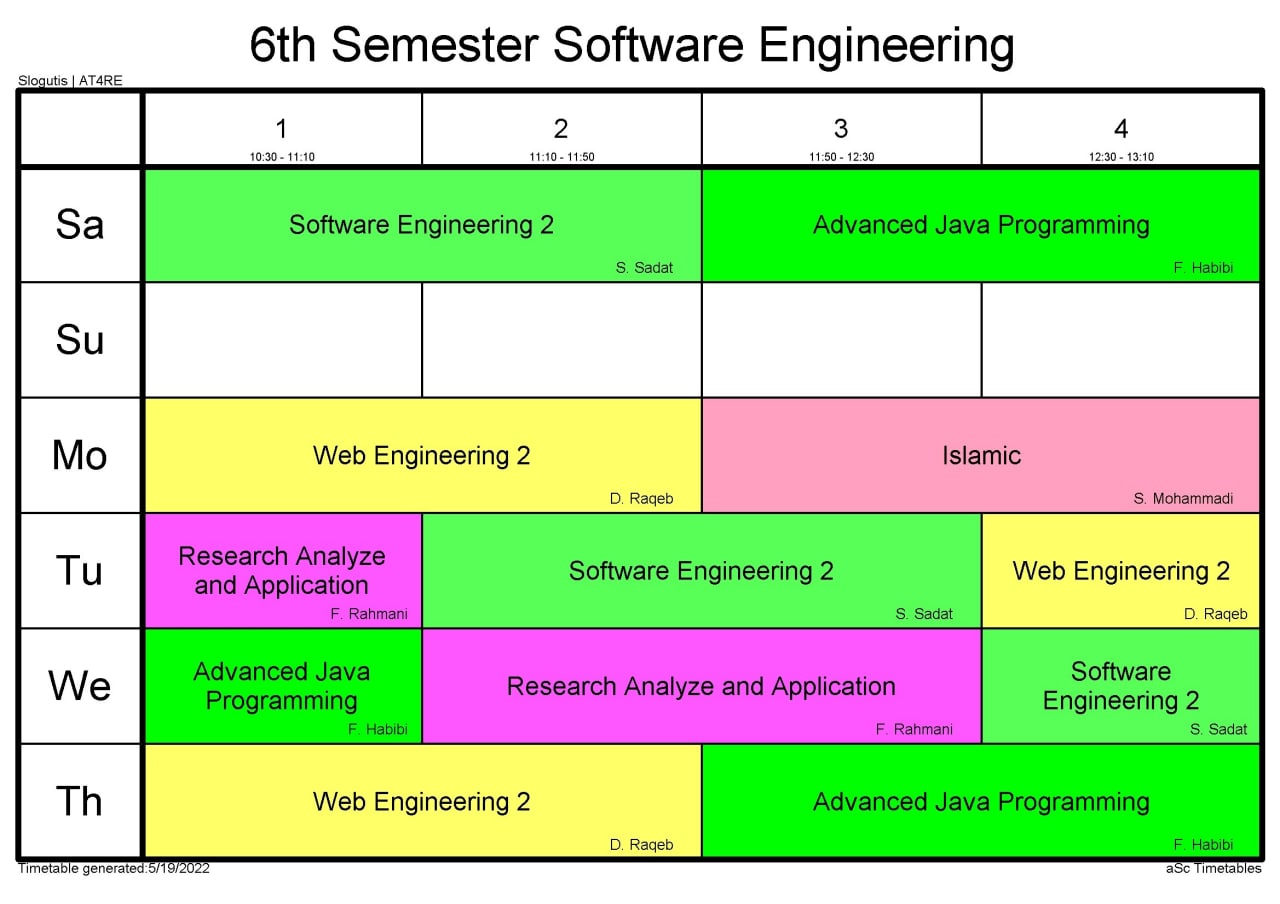 6th Semester Software Engineering
Slogutis | AT4RE
1
10:30 - 11:10
2
11:10 - 11:50
3
11:50 - 12:30
4
12:30 - 13:10
Sa
Software Engineering 2
S. Sadat
Advanced Java Programming
F. Habibi
Su
Mo
Web Engineering 2
D. Raqeb
Islamic
S. Mohammadi
Tu
Research Analyze
and Application
F. Rahmani
Software Engineering 2
S. Sadat
Web Engineering 2
D. Raqeb
We
Advanced Java
Programming
F. Habibi
Research Analyze and Application
F. Rahmani
Software
Engineering 2
S. Sadat
Th
Web Engineering 2
D. Raqeb
Advanced Java Programming
F. Habibi
Timetable generated:5/19/2022
aSc Timetables